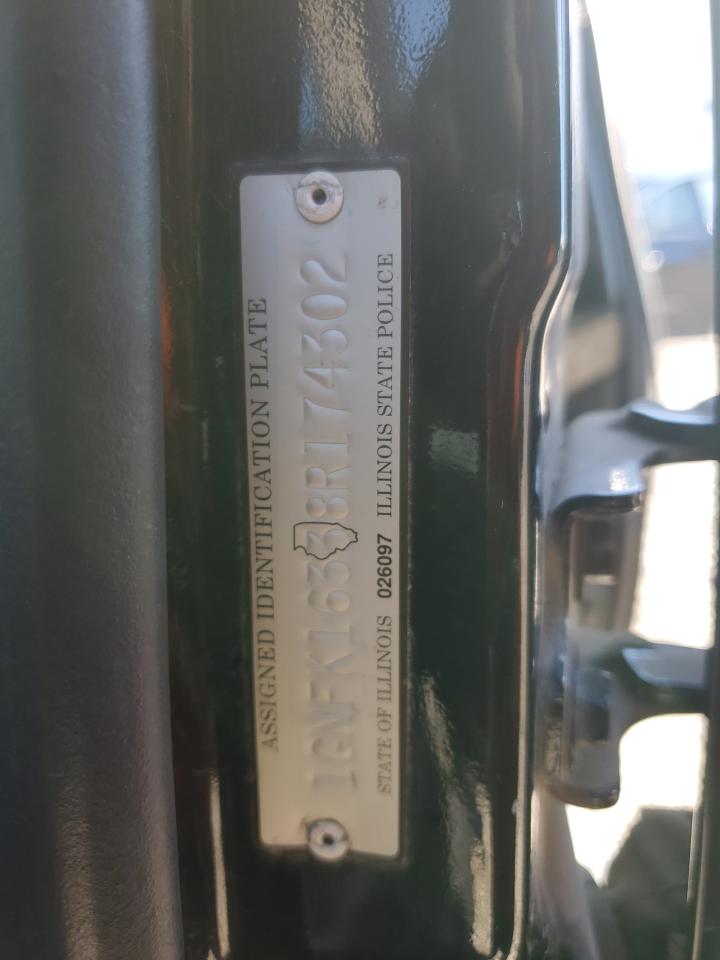 ASSIGNED IDENTIFICATION PLATE
1GNFK16338R174302
STATE OF ILLINOIS 026097 ILLINOIS STATE POLICE